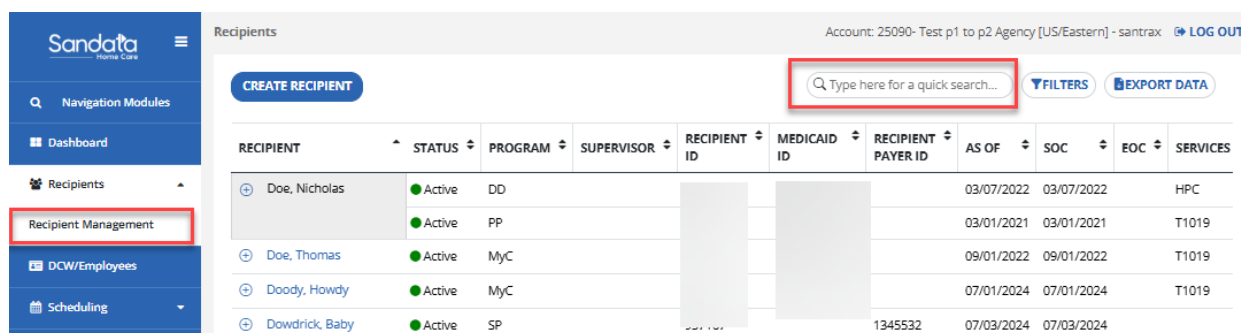 Sandata
Home Care
Navigation Modules
Dashboard
Recipients
Recipient Management
DCW/Employees
Scheduling
Recipients
Account: 25090- Test p1 to p2 Agency [US/Eastern] - santrax LOG OUT
CREATE RECIPIENT
Type here for a quick search...
FILTERS
EXPORT DATA
RECIPIENT STATUS PROGRAM SUPERVISOR RECIPIENT ID MEDICAID ID RECIPIENT PAYER ID AS OF SOC EOC SERVICES
Doe, Nicholas Active DD 03/07/2022 03/07/2022 HPC
Active PP 03/01/2021 03/01/2021 T1019
Doe, Thomas Active MyC 09/01/2022 09/01/2022 T1019
Doody, Howdy Active MyC 07/01/2024 07/01/2024 T1019
Dowdrick, Baby Active SP 1345532 07/03/2024 07/03/2024